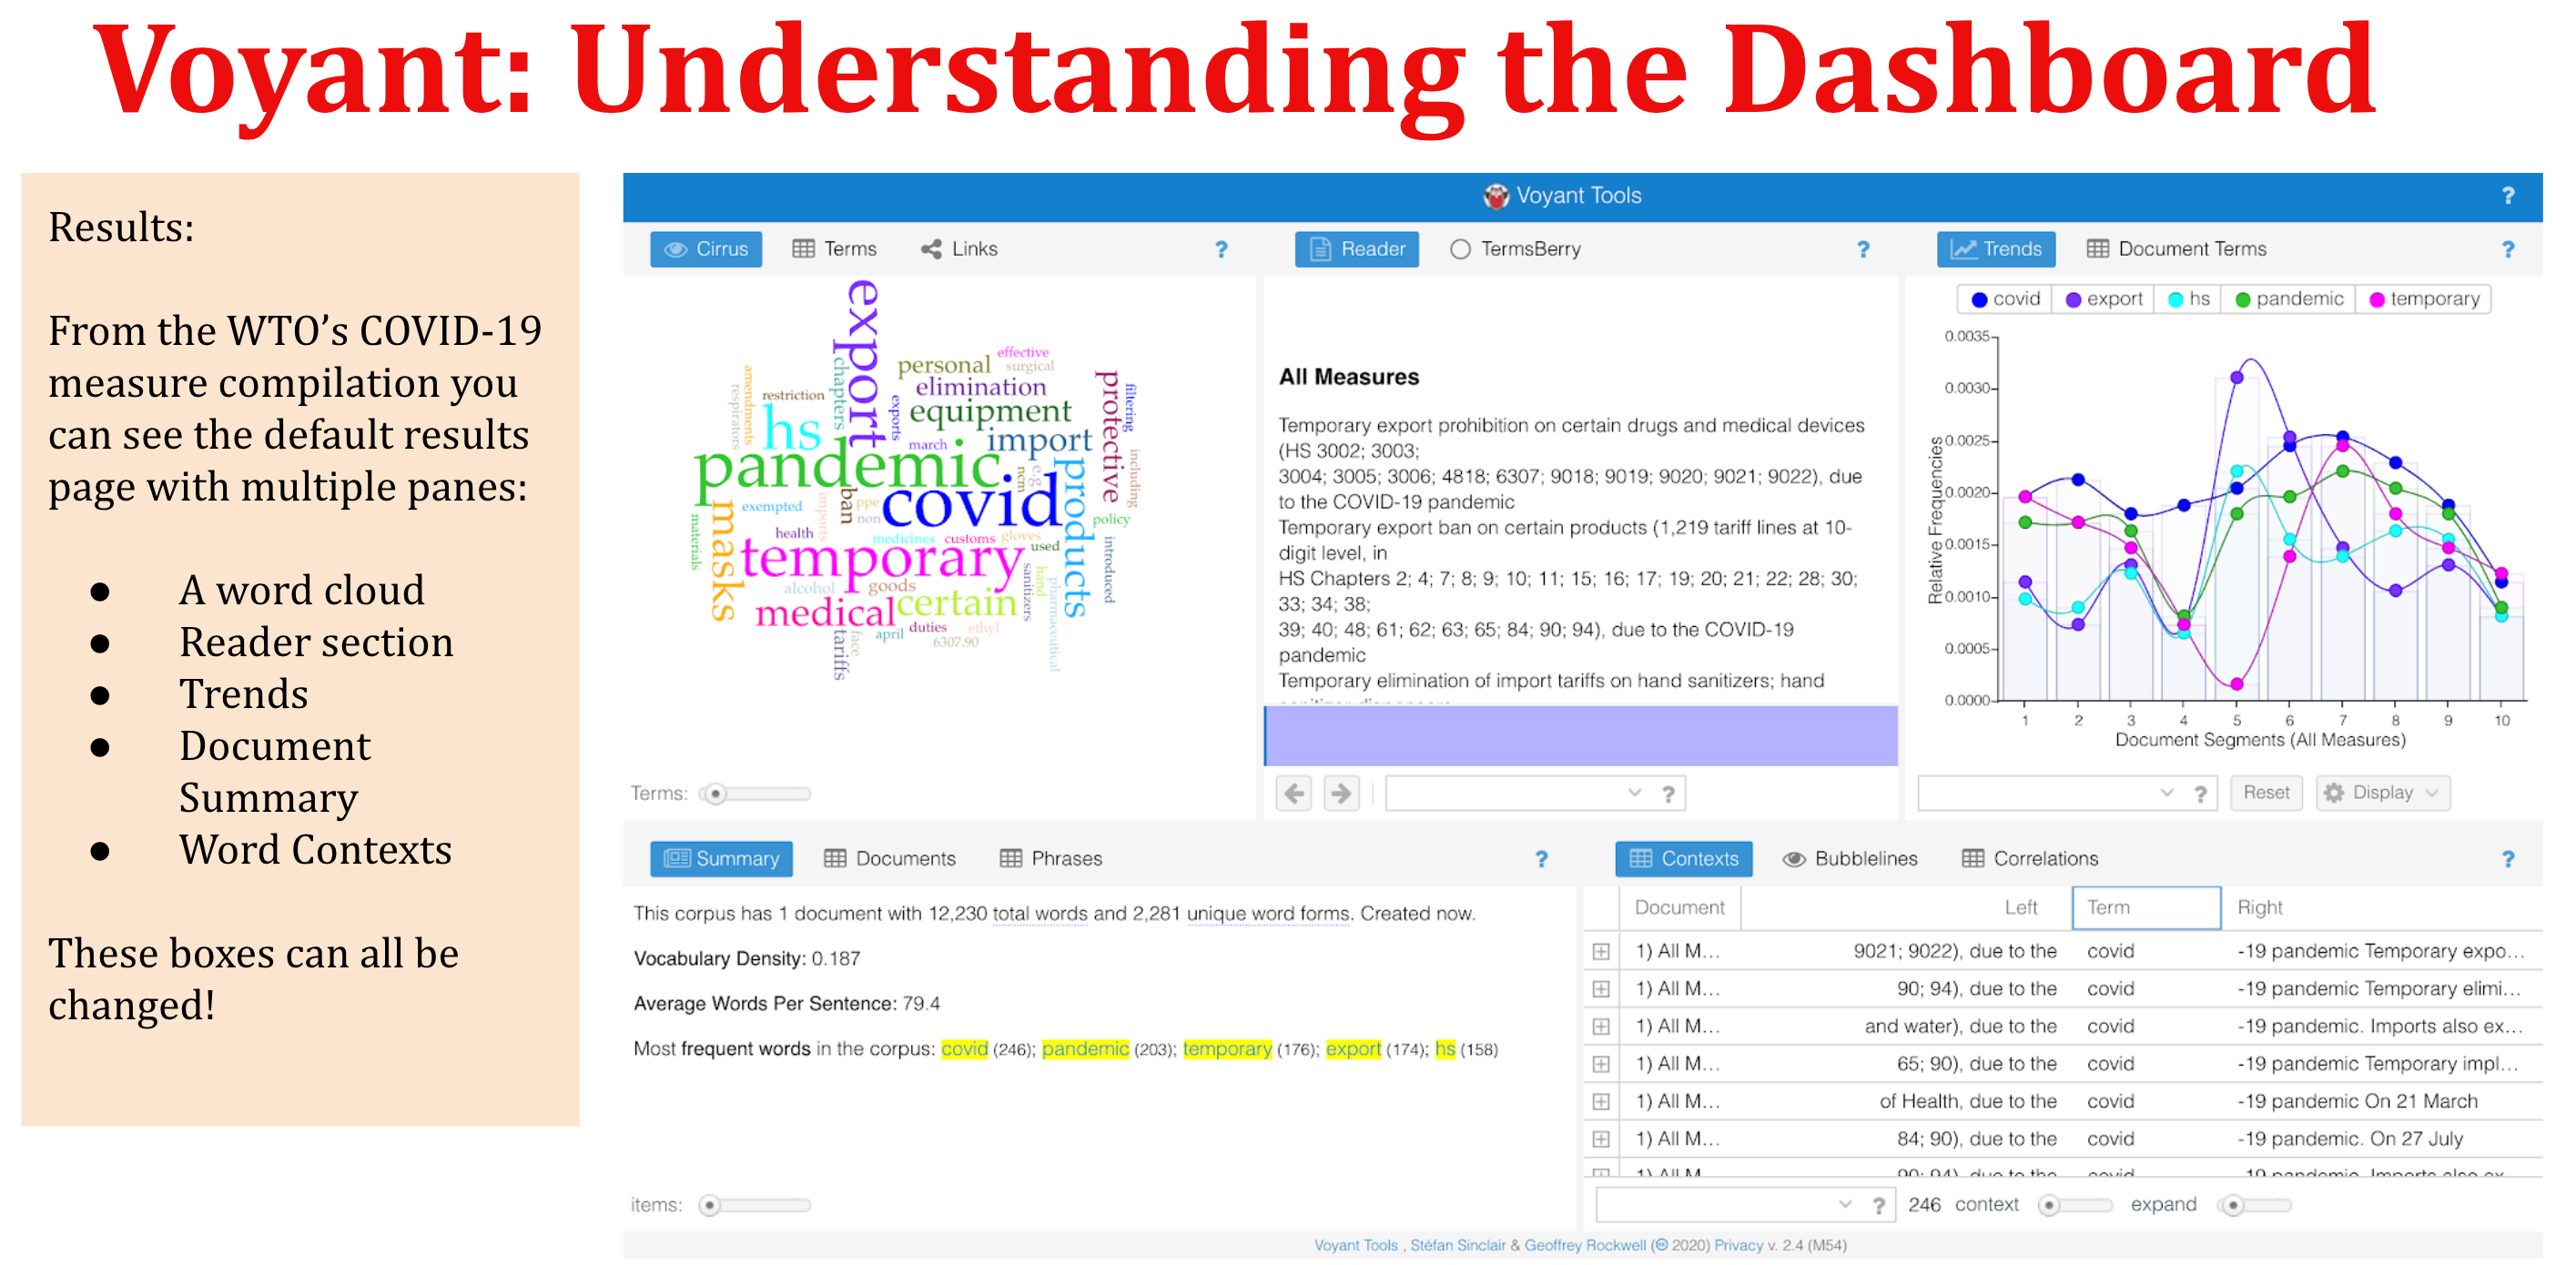 Voyant: Understanding the Dashboard
Results:
From the WTO's COVID-19
measure compilation you
can see the default results
page with multiple panes:
● A word cloud
● Reader section
● Trends
● Document
Summary
● Word Contexts
These boxes can all be
changed!
Voyant Tools ?
Cirrus Terms Links ?
export
personal
effective
surgical
elimination
equipment
import
protective
filtering
including
amendments
respirators
restriction
chapters
exports
hs
march
pandemic
ncm
e.g
products
covid
ban
ppe
non
exempted
imports
masks
materials
health
medicines
customs
gloves
used
policy
introduced
temporary
alcohol
goods
sanitizers
hand
pharmaceutical
medical
certain
tariffs
face
april
duties
ethyl
6307.90
Terms:
Reader TermsBerry ?
All Measures
Temporary export prohibition on certain drugs and medical devices
(HS 3002; 3003;
3004; 3005; 3006; 4818; 6307; 9018; 9019; 9020; 9021; 9022), due
to the COVID-19 pandemic
Temporary export ban on certain products (1,219 tariff lines at 10-
digit level, in
HS Chapters 2; 4; 7; 8; 9; 10; 11; 15; 16; 17; 19; 20; 21; 22; 28; 30;
33; 34; 38;
39; 40; 48; 61; 62; 63; 65; 84; 90; 94), due to the COVID-19
pandemic
Temporary elimination of import tariffs on hand sanitizers; hand
sanitizer dispensers
?
Trends Document Terms ?
covid export hs pandemic temporary
Relative Frequencies
0.0035
0.0030
0.0025
0.0020
0.0015
0.0010
0.0005
0.0000
1 2 3 4 5 6 7 8 9 10
Document Segments (All Measures)
? Reset Display
Summary Documents Phrases ?
This corpus has 1 document with 12,230 total words and 2,281 unique word forms. Created now.
Vocabulary Density: 0.187
Average Words Per Sentence: 79.4
Most frequent words in the corpus: covid (246); pandemic (203); temporary (176); export (174); hs (158)
items:
Contexts Bubblelines Correlations ?
Document Left Term Right
1) All M... 9021; 9022), due to the covid -19 pandemic Temporary expo...
1) All M... 90; 94), due to the covid -19 pandemic Temporary elimi...
1) All M... and water), due to the covid -19 pandemic. Imports also ex...
1) All M... 65; 90), due to the covid -19 pandemic Temporary impl...
1) All M... of Health, due to the covid -19 pandemic On 21 March
1) All M... 84; 90), due to the covid -19 pandemic. On 27 July
1) All M... 90; 94), due to the covid -19 pandemic. Imports also ex...
? 246 context expand
Voyant Tools , Stéfan Sinclair & Geoffrey Rockwell (cc 2020) Privacy v. 2.4 (M54)